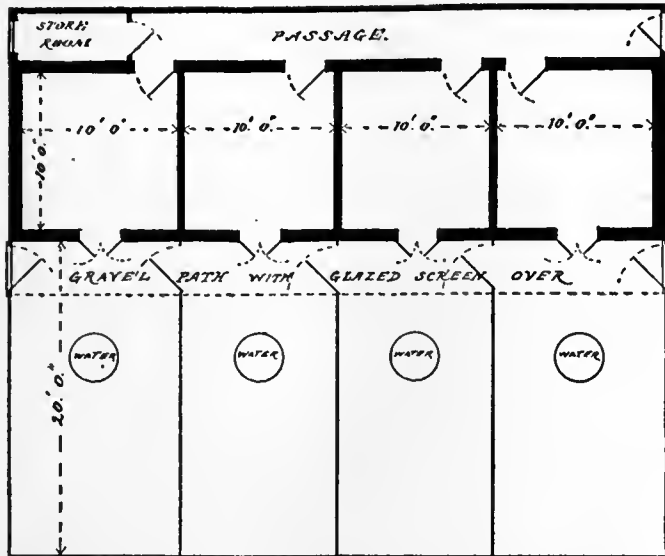 STORE
ROOM
PASSAGE.
10' 0"
10' 0"
10' 0"
10' 0"
10' 0"
GRAVEL PATH WITH GLAZED SCREEN OVER
WATER
WATER
WATER
WATER
20' 0"